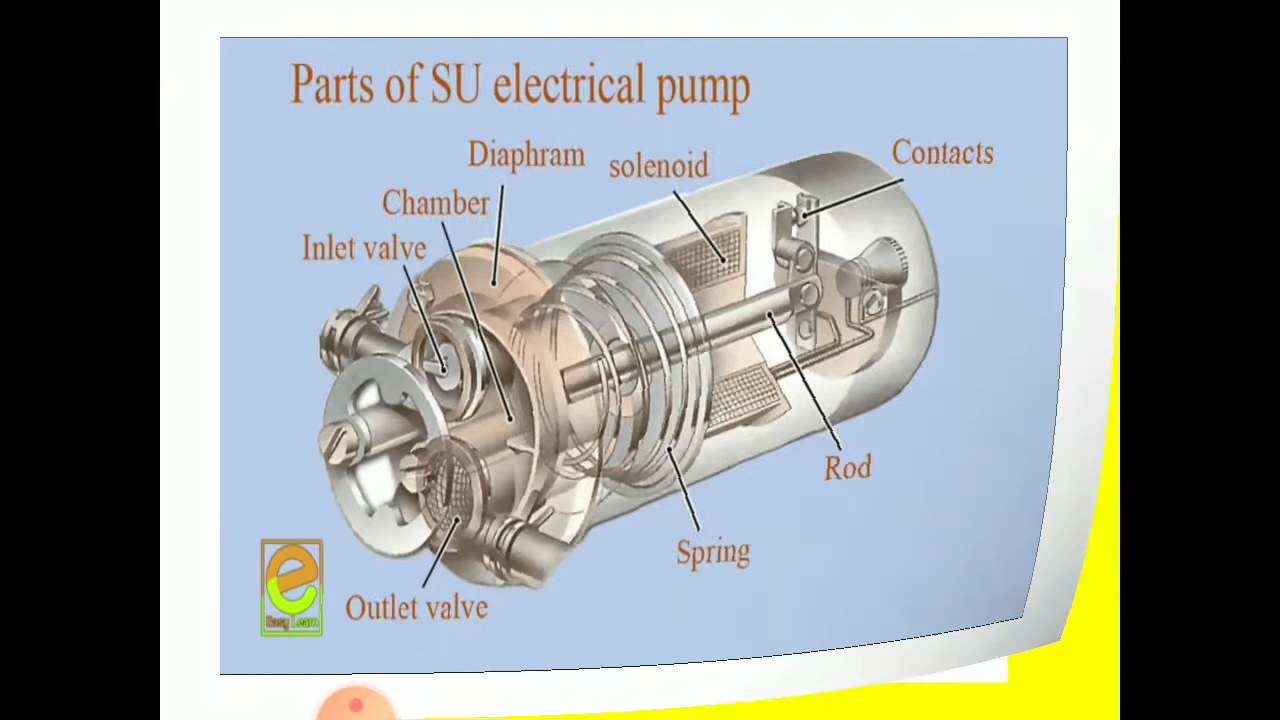 Parts of SU electrical pump
Diaphram
solenoid
Contacts
Chamber
Inlet valve
Rod
Spring
Outlet valve
Easy Learn